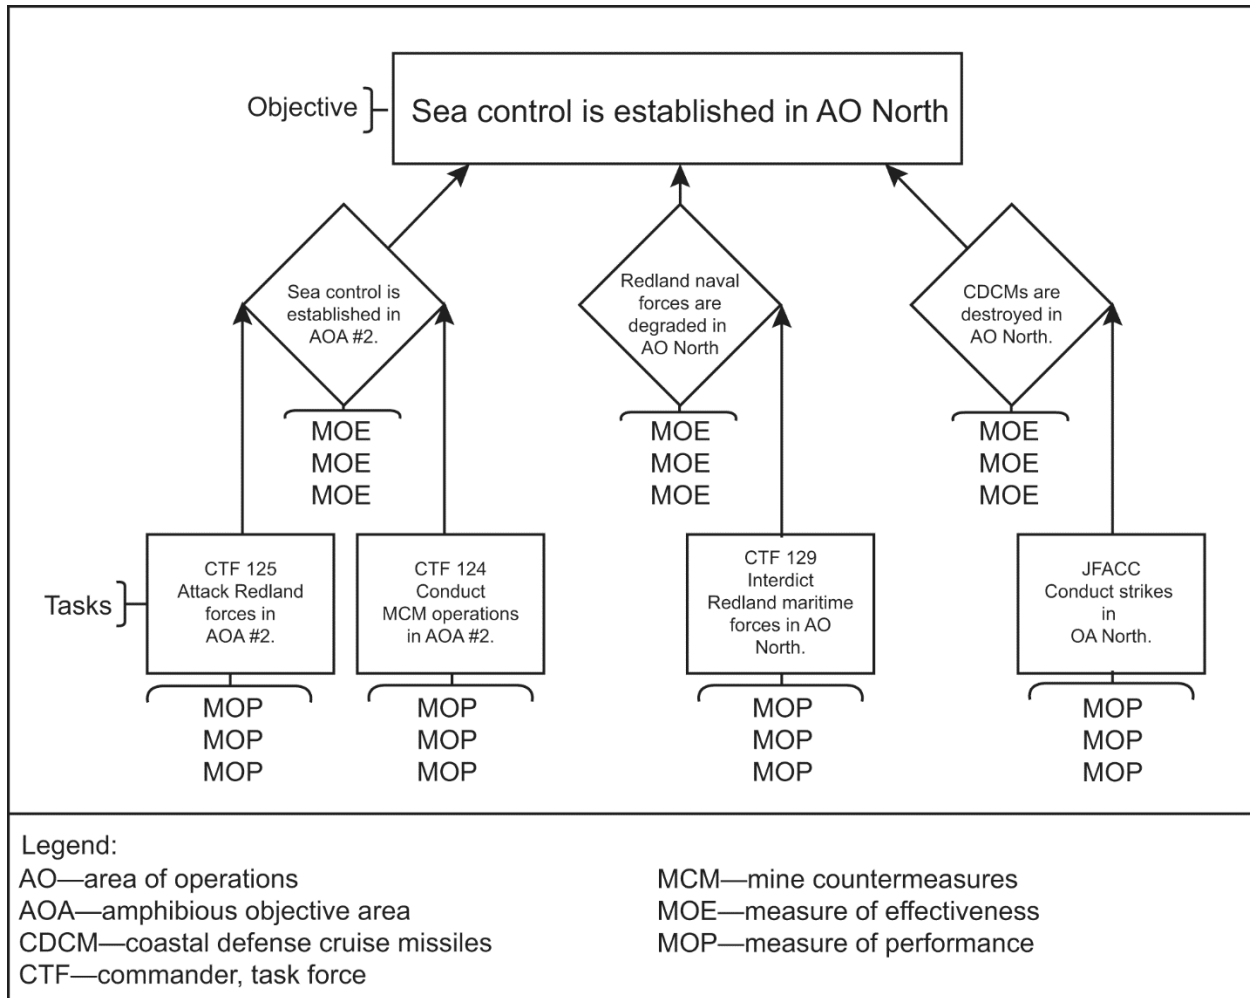 Objective
Sea control is established in AO North
Sea control is
established in
AOA #2.
Redland naval
forces are
degraded in
AO North
CDCMs are
destroyed in
AO North.
MOE
MOE
MOE
MOE
MOE
MOE
MOE
MOE
MOE
Tasks
CTF 125
Attack Redland
forces in
AOA #2.
CTF 124
Conduct
MCM operations
in AOA #2.
CTF 129
Interdict
Redland maritime
forces in AO
North.
JFACC
Conduct strikes
in
OA North.
MOP
MOP
MOP
MOP
MOP
MOP
MOP
MOP
MOP
MOP
MOP
MOP
Legend:
AO—area of operations
AOA—amphibious objective area
CDCM—coastal defense cruise missiles
CTF—commander, task force
MCM—mine countermeasures
MOE—measure of effectiveness
MOP—measure of performance